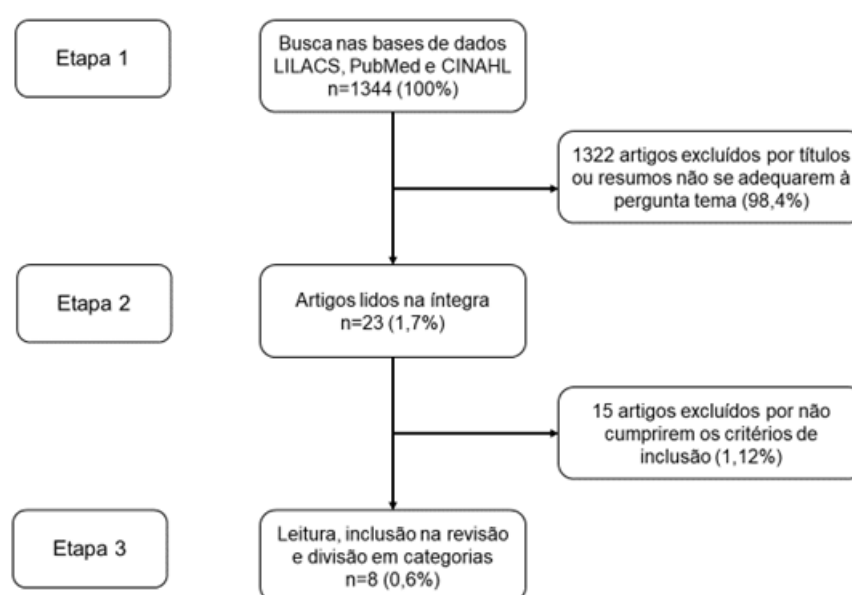 Etapa 1
Busca nas bases de dados
LILACS, PubMed e CINAHL
n=1344 (100%)
1322 artigos excluídos por títulos
ou resumos não se adequarem à
pergunta tema (98,4%)
Etapa 2
Artigos lidos na íntegra
n=23 (1,7%)
15 artigos excluídos por não
cumprirem os critérios de
inclusão (1,12%)
Etapa 3
Leitura, inclusão na revisão
e divisão em categorias
n=8 (0,6%)